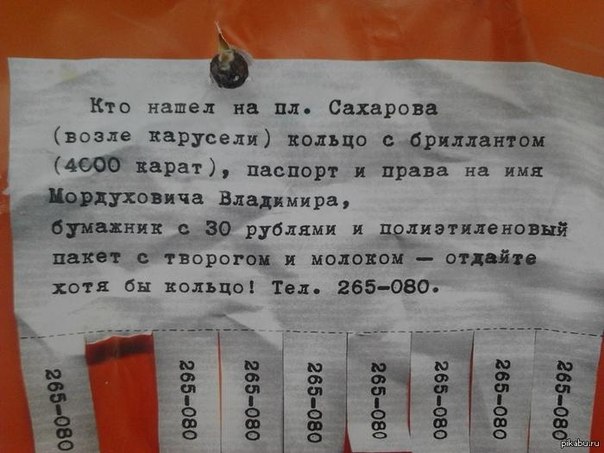 Кто нашел на пл. Сахарова
(возле карусели) кольцо с бриллантом
(4000 карат), паспорт и права на имя
Мордуховича Владимира,
бумажник с 30 рублями и полиэтиленовый
пакет с творогом и молоком — отдайте
хотя бы кольцо! Тел. 265-080.
265-080
265-080
265-080
265-080
265-080
265-080
265-080
265-080
pikabu.ru